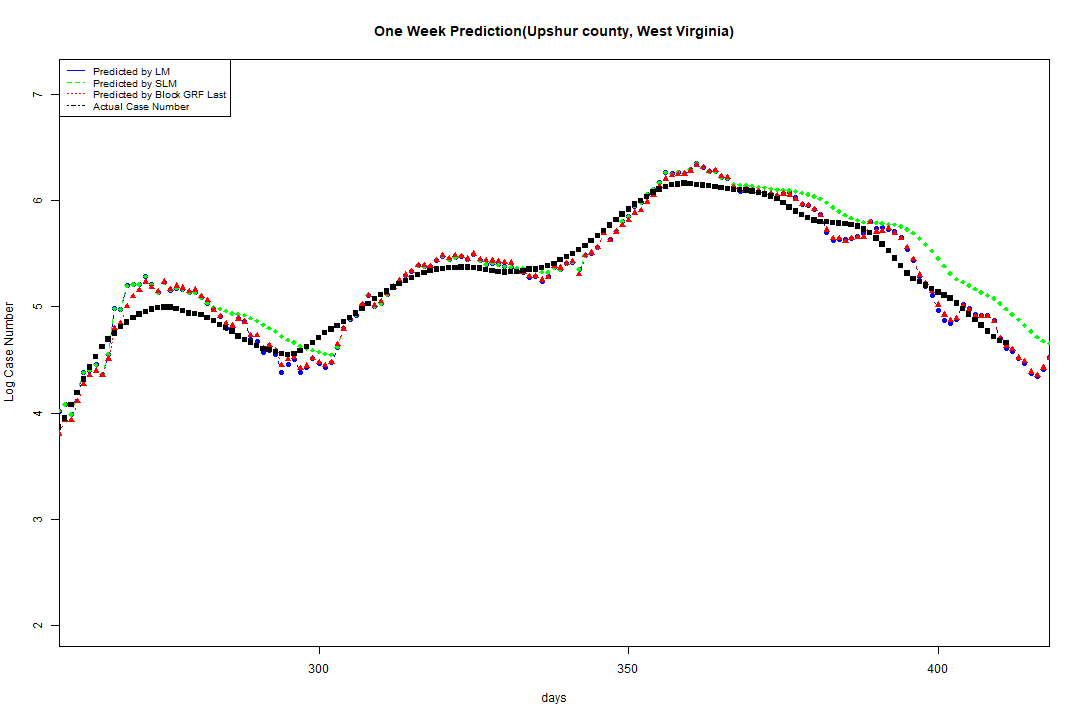 One Week Prediction(Upshur county, West Virginia)
Predicted by LM
Predicted by SLM
Predicted by Block GRF Last
Actual Case Number
7
6
5
4
3
2
Log Case Number
300
350
400
days